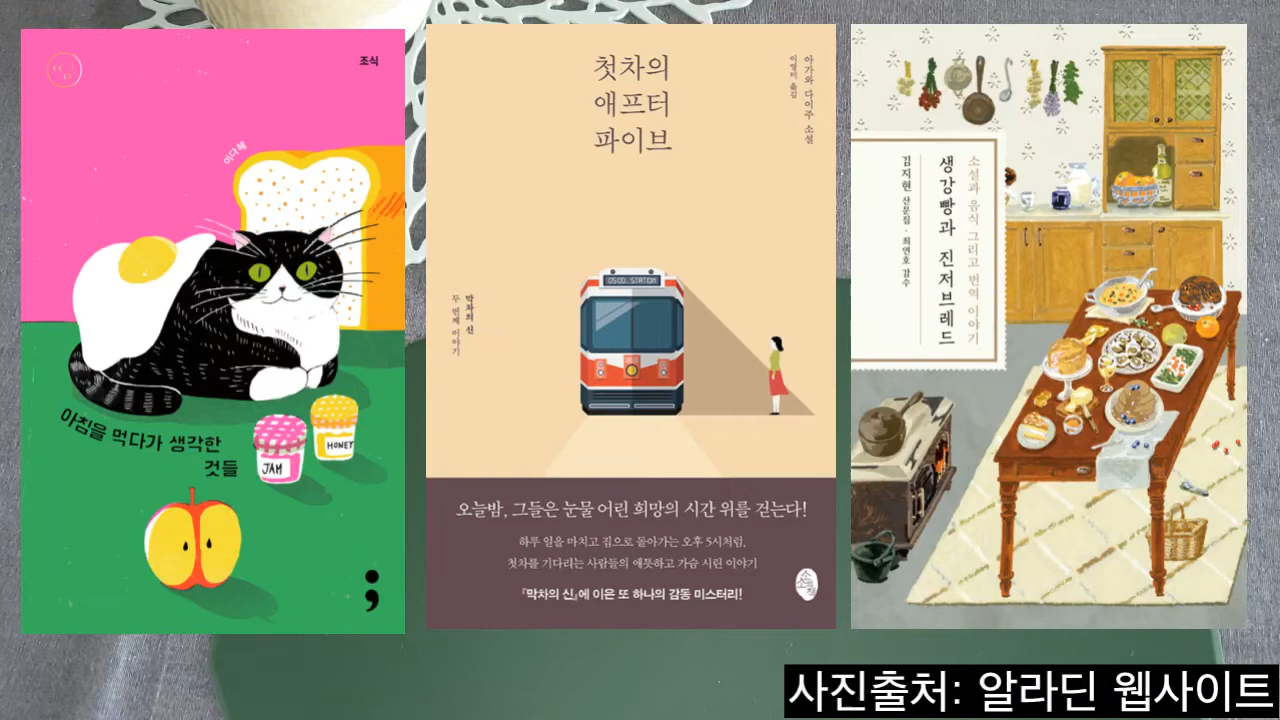 조식
이다혜
아침을 먹다가 생각한
것들
JAM
HONEY
;
첫차의
애프터
파이브
아가와 다이주 소설
이영미 옮김
막차의 신
두 번째 이야기
05:00 STATION
오늘밤, 그들은 눈물 어린 희망의 시간 위를 걷는다!
하루 일을 마치고 집으로 돌아가는 오후 5시처럼,
첫차를 기다리는 사람들의 애틋하고 가슴 시린 이야기
『막차의 신』에 이은 또 하나의 감동 미스터리!
소설과 음식 그리고 번역 이야기
생강빵과 진저브레드
김지현 산문집·최연호 감수
사진출처: 알라딘 웹사이트